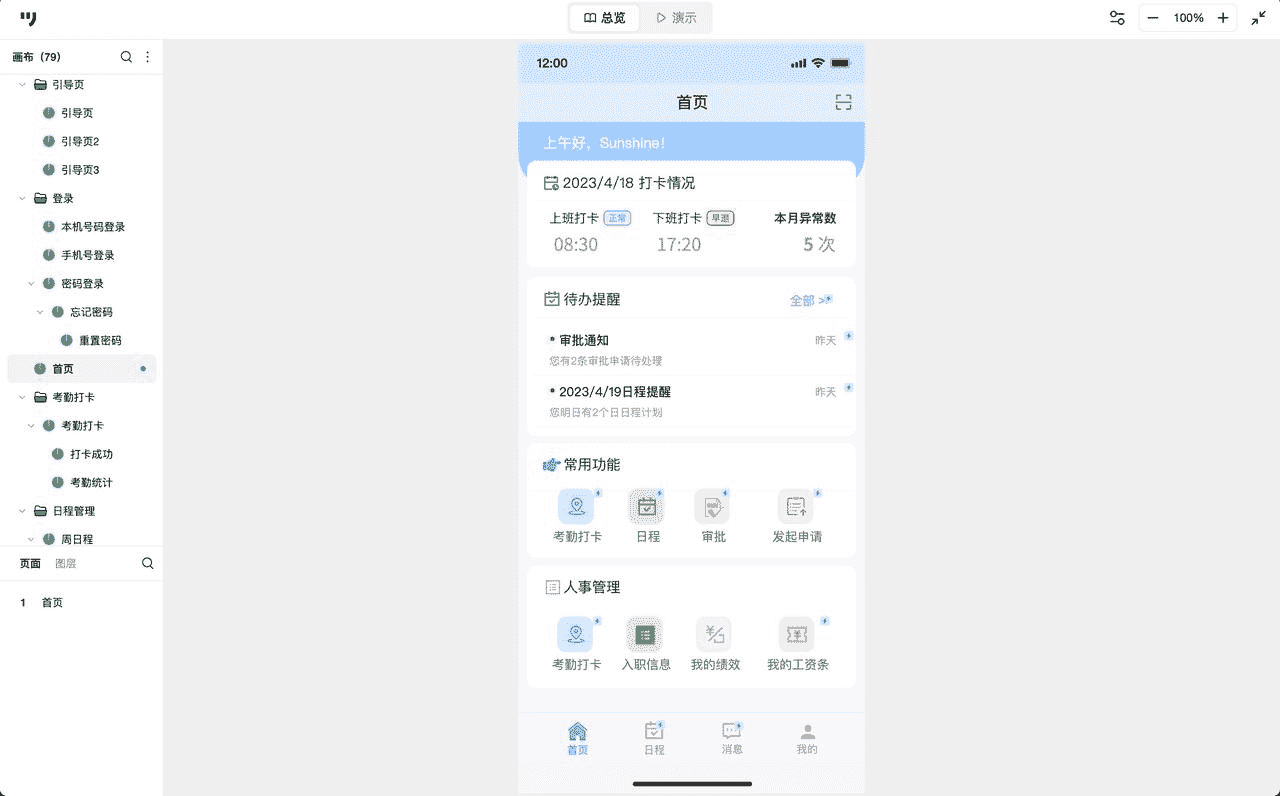 总览
演示
100%
画布（79）
引导页
引导页
引导页2
引导页3
登录
本机号码登录
手机号登录
密码登录
忘记密码
重置密码
首页
考勤打卡
考勤打卡
打卡成功
考勤统计
日程管理
周日程
页面
图层
1 首页
12:00
首页
上午好，Sunshine！
2023/4/18 打卡情况
上班打卡 正常 下班打卡 早退 本月异常数
08:30 17:20 5 次
待办提醒 全部 >
审批通知 昨天
您有2条审批申请待处理
2023/4/19日程提醒 昨天
您明日有2个日日程计划
常用功能
考勤打卡 日程 审批 发起申请
人事管理
考勤打卡 入职信息 我的绩效 我的工资条
首页 日程 消息 我的